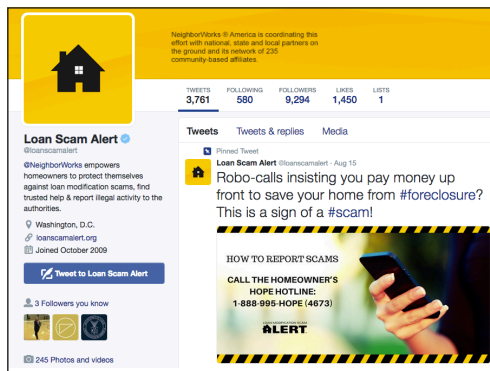 NeighborWorks ® America is coordinating this
effort with national, state and local partners on
the ground and its network of 235
community-based affiliates.
TWEETS FOLLOWING FOLLOWERS LIKES LISTS
3,761 580 9,294 1,450 1
Loan Scam Alert
@loanscamalert
@NeighborWorks empowers
homeowners to protect themselves
against loan modification scams, find
trusted help & report illegal activity to the
authorities.
Washington, D.C.
loanscamalert.org
Joined October 2009
Tweet to Loan Scam Alert
3 Followers you know
245 Photos and videos
Tweets Tweets & replies Media
Pinned Tweet
Loan Scam Alert @loanscamalert · Aug 15
Robo-calls insisting you pay money up
front to save your home from #foreclosure?
This is a sign of a #scam!
HOW TO REPORT SCAMS
CALL THE HOMEOWNER'S
HOPE HOTLINE:
1-888-995-HOPE (4673)
LOAN MODIFICATION SCAM
ALERT